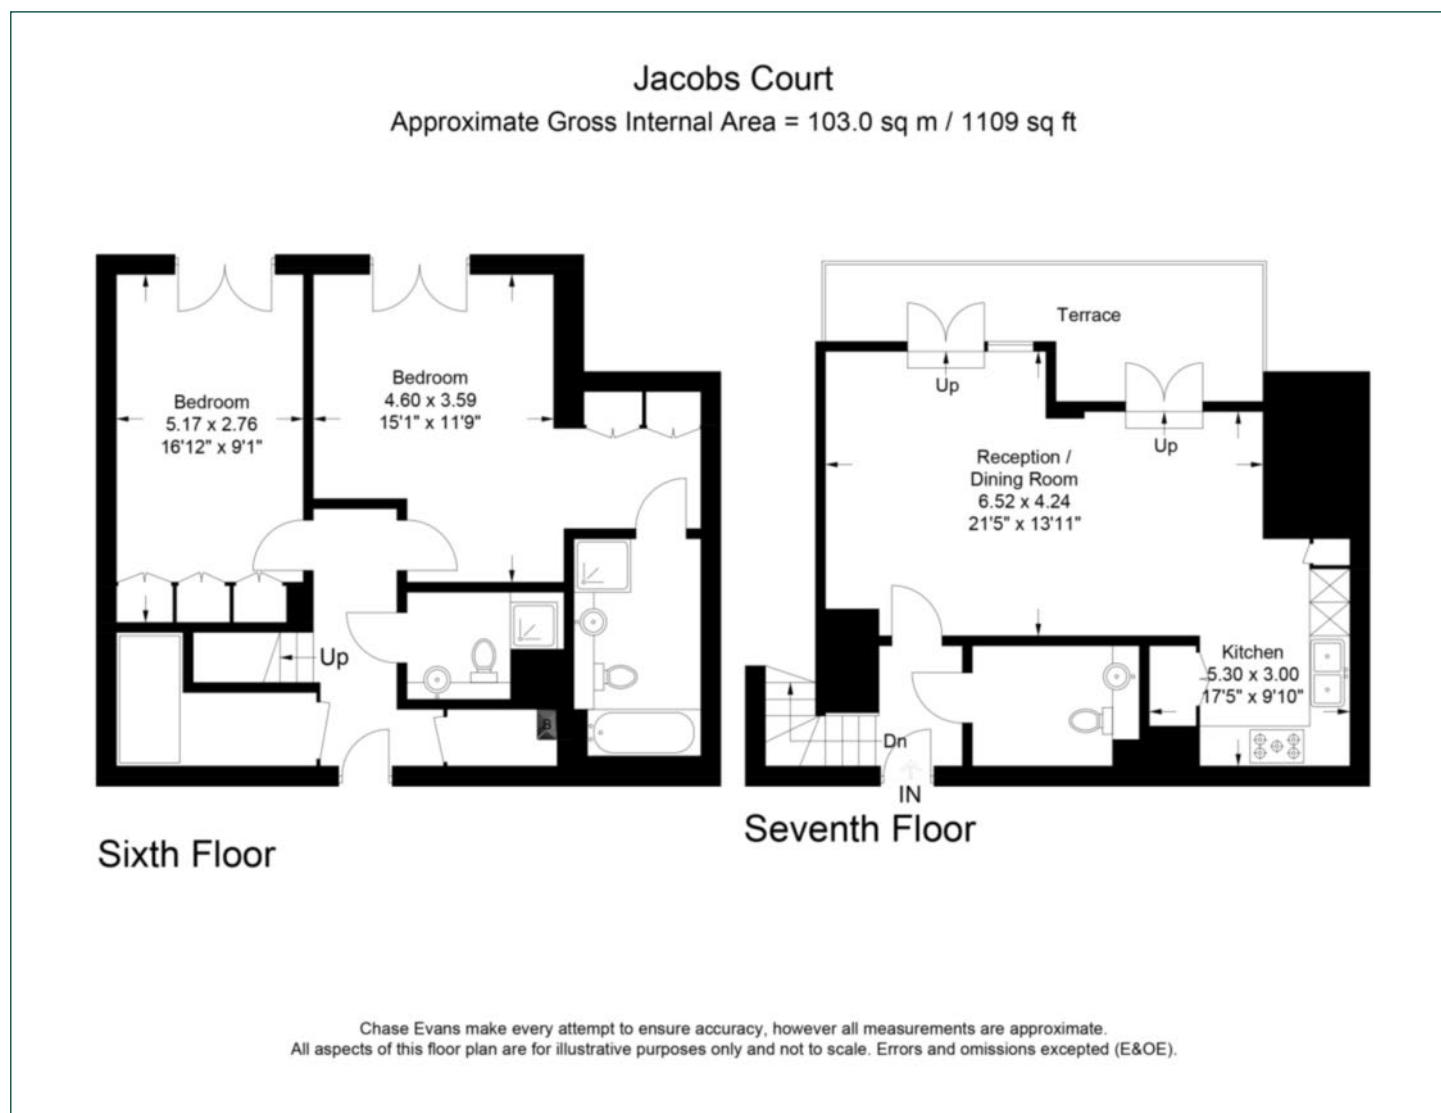 Jacobs Court
Approximate Gross Internal Area = 103.0 sq m / 1109 sq ft
Bedroom
5.17 x 2.76
16'12" x 9'1"
Bedroom
4.60 x 3.59
15'1" x 11'9"
Up
B
Sixth Floor
Terrace
Up
Up
Reception /
Dining Room
6.52 x 4.24
21'5" x 13'11"
Kitchen
5.30 x 3.00
17'5" x 9'10"
Dn
IN
Seventh Floor
Chase Evans make every attempt to ensure accuracy, however all measurements are approximate.
All aspects of this floor plan are for illustrative purposes only and not to scale. Errors and omissions excepted (E&OE).